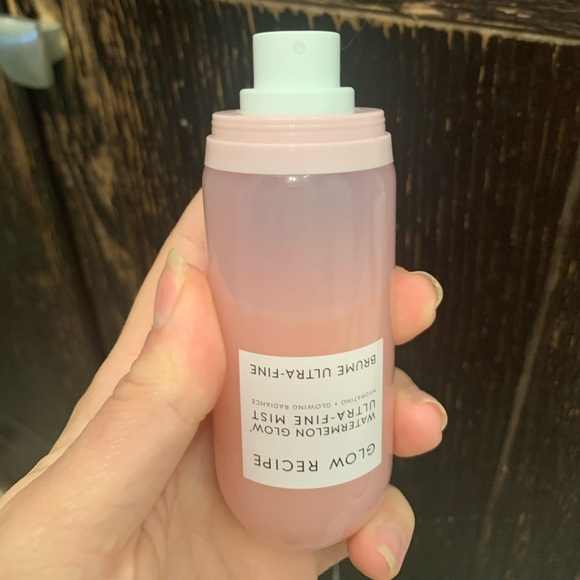 GLOW RECIPE
WATERMELON GLOW
ULTRA-FINE MIST
HYDRATING + GLOWING RADIANCE
BRUME ULTRA-FINE